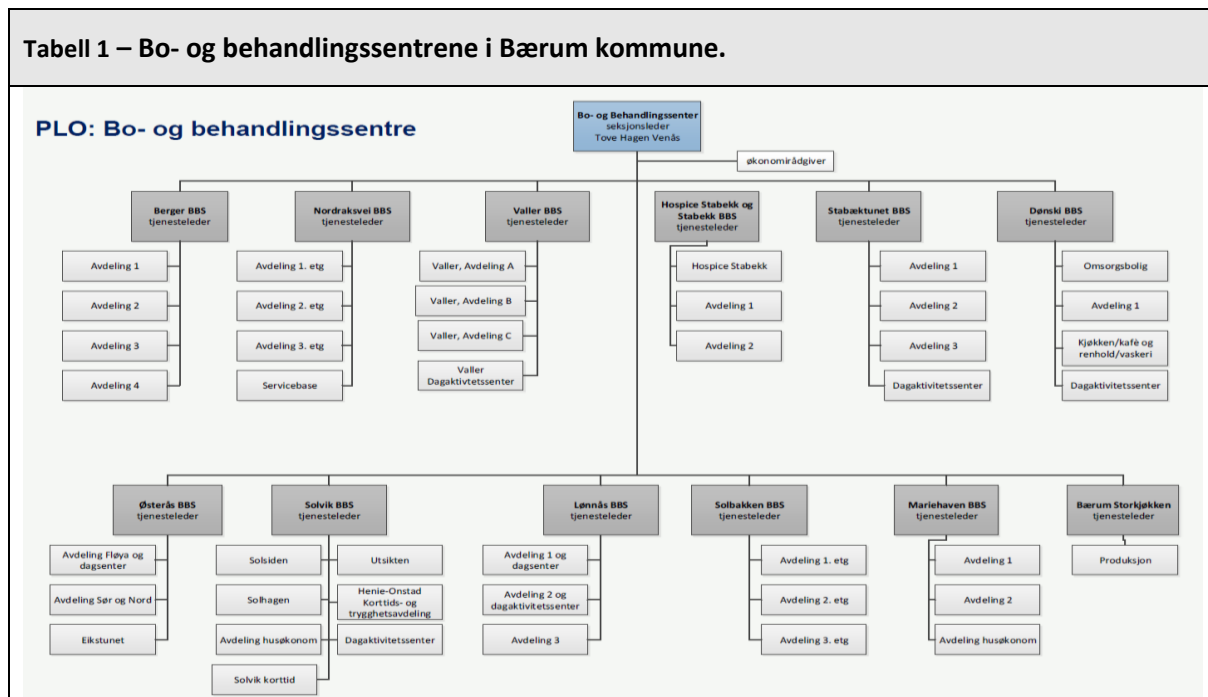 Tabell 1 – Bo- og behandlingssentrene i Bærum kommune.
PLO: Bo- og behandlingssentre
Bo- og Behandlingssenter
seksjonsleder
Tove Hagen Venås
økonomirådgiver
Berger BBS
tjenesteleder
Avdeling 1
Avdeling 2
Avdeling 3
Avdeling 4
Nordraksvei BBS
tjenesteleder
Avdeling 1. etg
Avdeling 2. etg
Avdeling 3. etg
Servicebase
Valler BBS
tjenesteleder
Valler, Avdeling A
Valler, Avdeling B
Valler, Avdeling C
Valler
Dagaktivtetssenter
Hospice Stabekk og
Stabekk BBS
tjenesteleder
Hospice Stabekk
Avdeling 1
Avdeling 2
Stabæktunet BBS
tjenesteleder
Avdeling 1
Avdeling 2
Avdeling 3
Dagaktivitetssenter
Dønski BBS
tjenesteleder
Omsorgsbolig
Avdeling 1
Kjøkken/kafè og
renhold/vaskeri
Dagaktivitetssenter
Østerås BBS
tjenesteleder
Avdeling Fløya og
dagsenter
Avdeling Sør og Nord
Eikstunet
Solvik BBS
tjenesteleder
Solsiden
Solhagen
Avdeling husøkonom
Solvik korttid
Utsikten
Henie-Onstad
Korttids- og
trygghetsavdeling
Dagaktivitetssenter
Lønnås BBS
tjenesteleder
Avdeling 1 og
dagsenter
Avdeling 2 og
dagaktivitetssenter
Avdeling 3
Solbakken BBS
tjenesteleder
Avdeling 1. etg
Avdeling 2. etg
Avdeling 3. etg
Mariehaven BBS
tjenesteleder
Avdeling 1
Avdeling 2
Avdeling husøkonom
Bærum Storkjøkken
tjenesteleder
Produksjon